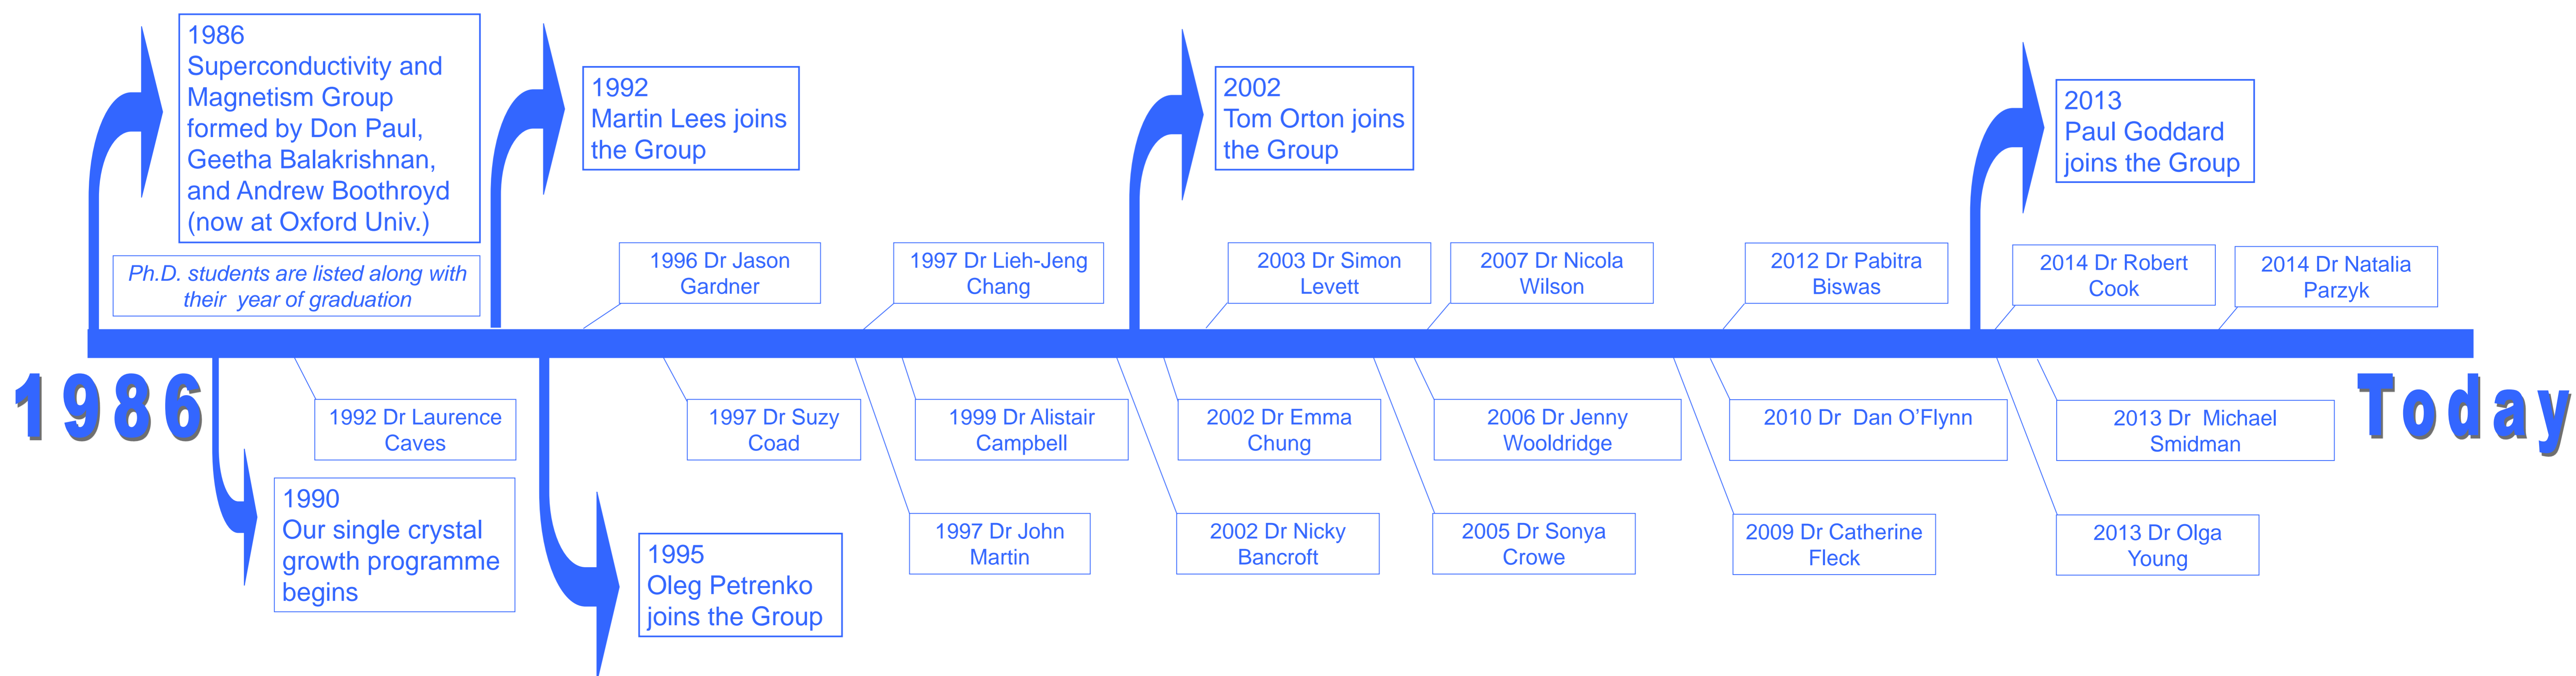 1986
Superconductivity and
Magnetism Group
formed by Don Paul,
Geetha Balakrishnan,
and Andrew Boothroyd
(now at Oxford Univ.)
1992
Martin Lees joins
the Group
2002
Tom Orton joins
the Group
2013
Paul Goddard
joins the Group
Ph.D. students are listed along with
their year of graduation
1996 Dr Jason
Gardner
1997 Dr Lieh-Jeng
Chang
2003 Dr Simon
Levett
2007 Dr Nicola
Wilson
2012 Dr Pabitra
Biswas
2014 Dr Robert
Cook
2014 Dr Natalia
Parzyk
1986
Today
1992 Dr Laurence
Caves
1997 Dr Suzy
Coad
1999 Dr Alistair
Campbell
2002 Dr Emma
Chung
2006 Dr Jenny
Wooldridge
2010 Dr Dan O'Flynn
2013 Dr Michael
Smidman
1990
Our single crystal
growth programme
begins
1995
Oleg Petrenko
joins the Group
1997 Dr John
Martin
2002 Dr Nicky
Bancroft
2005 Dr Sonya
Crowe
2009 Dr Catherine
Fleck
2013 Dr Olga
Young